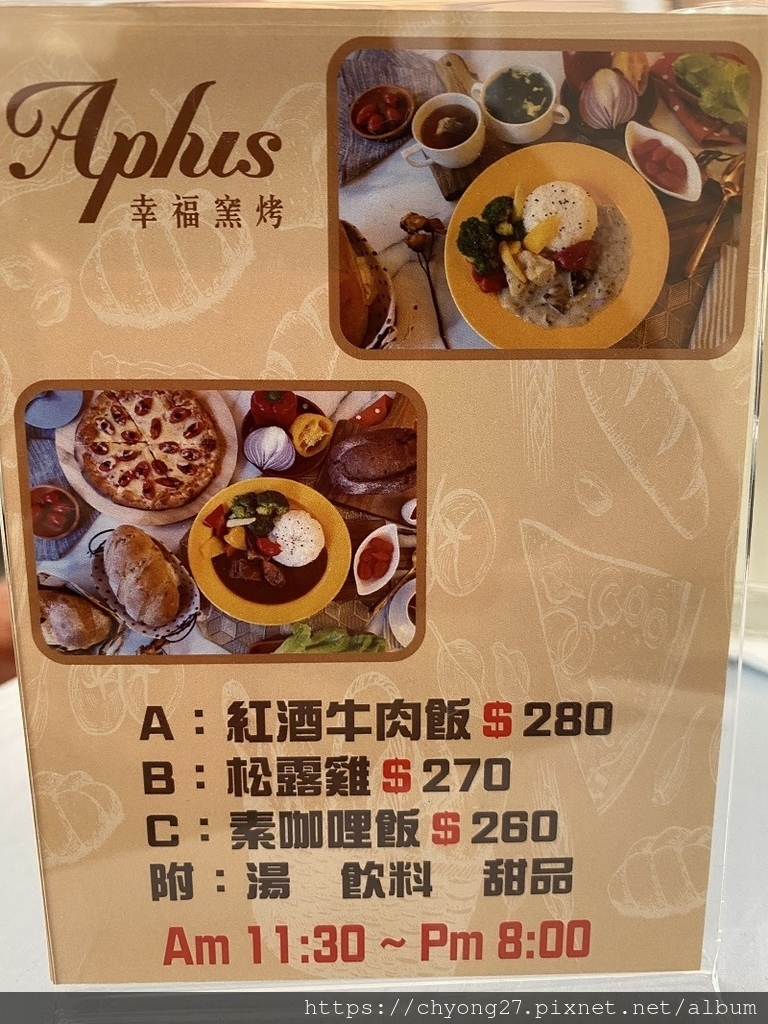 Aphis
幸福窯烤
A：紅酒牛肉飯$280
B：松露雞$270
C：素咖哩飯$260
附：湯 飲料 甜品
Am 11:30 ~ Pm 8:00
https://chyong27.pixnet.net/album